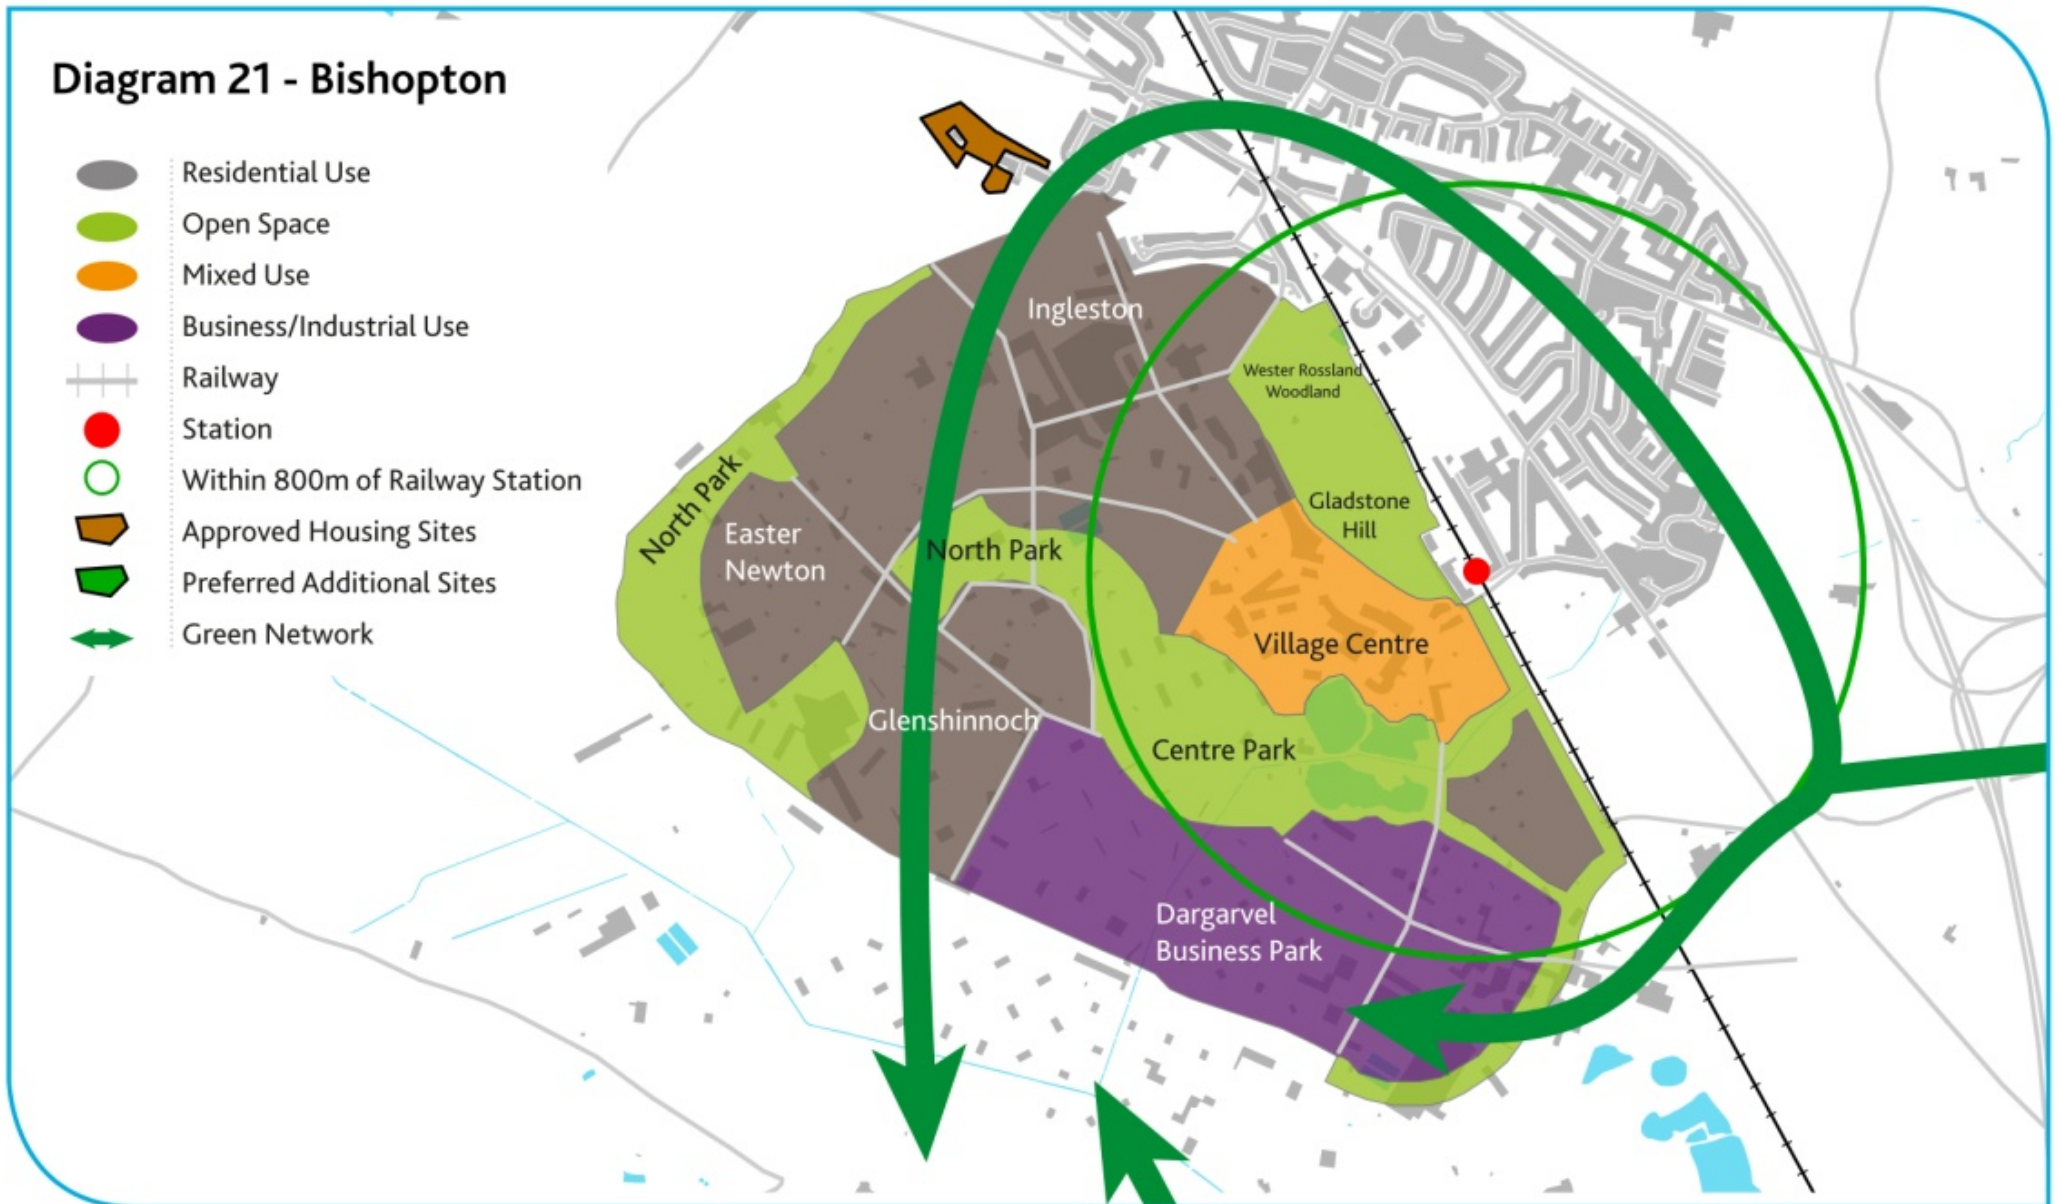 Diagram 21 - Bishopton
Residential Use
Open Space
Mixed Use
Business/Industrial Use
Railway
Station
Within 800m of Railway Station
Approved Housing Sites
Preferred Additional Sites
Green Network
Ingleston
Wester Rossland
Woodland
North Park
Easter
Newton
North Park
Gladstone
Hill
Village Centre
Glenshinnoch
Centre Park
Dargarvel
Business Park